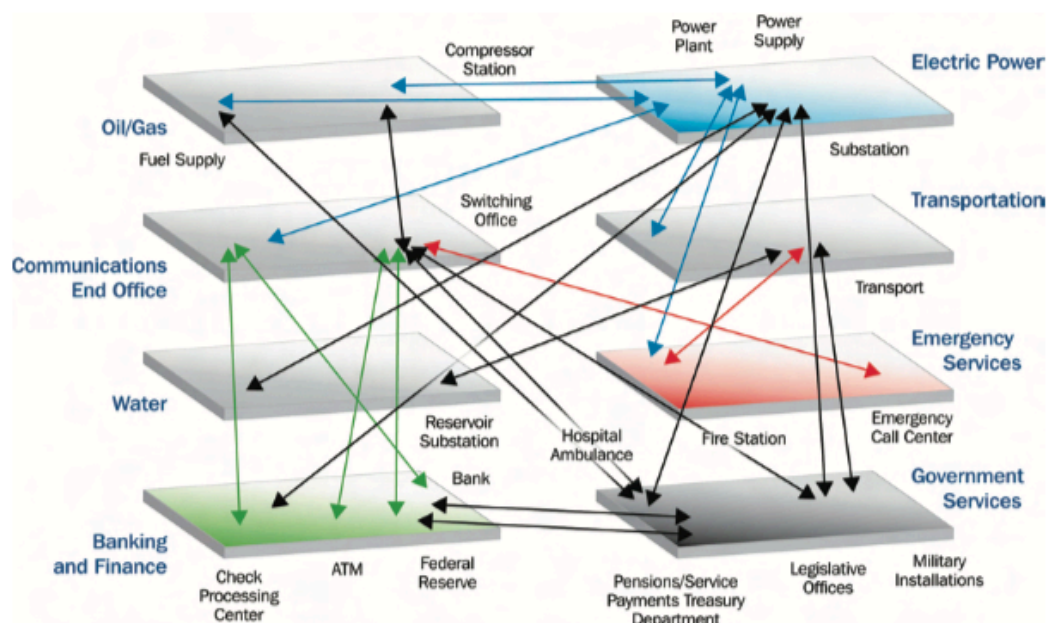 Power
Plant
Power
Supply
Compressor
Station
Electric Power
Oil/Gas
Fuel Supply
Substation
Switching
Office
Transportation
Communications
End Office
Transport
Emergency
Services
Water
Reservoir
Substation
Hospital
Ambulance
Fire Station
Emergency
Call Center
Bank
Government
Services
Banking
and Finance
Check
Processing
Center
ATM
Federal
Reserve
Pensions/Service
Payments Treasury
Department
Legislative
Offices
Military
Installations